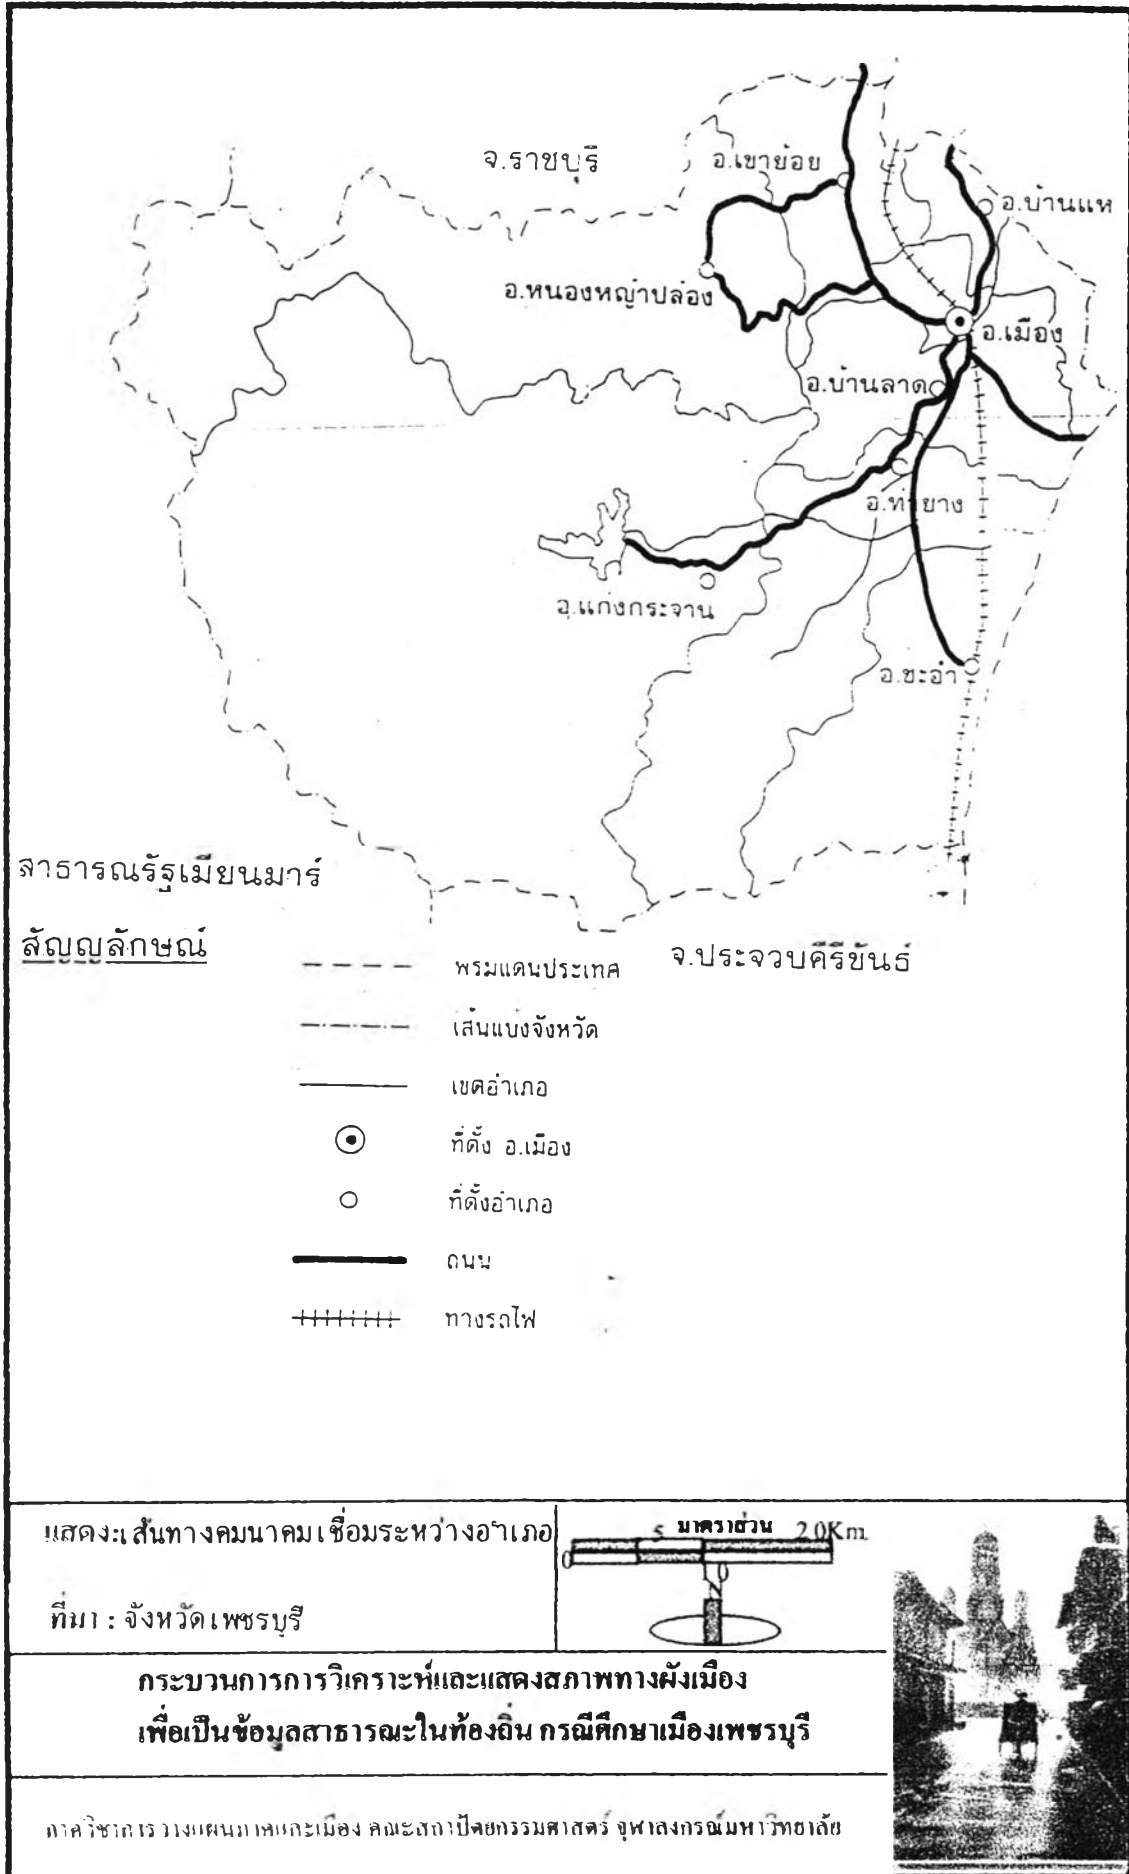 จ.ราชบุรี
อ.เขาย้อย
อ.บ้านแห
อ.หนองหญ้าปล้อง
อ.เมือง
อ.บ้านลาด
อ.ท่ายาง
อ.แก่งกระจาน
อ.ชะอำ
สาธารณรัฐเมียนมาร์
จ.ประจวบคีรีขันธ์
สัญญลักษณ์
พรมแดนประเทศ
เส้นแบ่งจังหวัด
เขตอำเภอ
ที่ตั้ง อ.เมือง
ที่ตั้งอำเภอ
ถนน
ทางรถไฟ
แสดง:เส้นทางคมนาคมเชื่อมระหว่างอำเภอ
มาตราส่วน
0 5 10 20Km
N
ที่มา : จังหวัดเพชรบุรี
กระบวนการการวิเคราะห์และแสดงสภาพทางผังเมือง
เพื่อเป็นข้อมูลสาธารณะในท้องถิ่น กรณีศึกษาเมืองเพชรบุรี
ภาควิชาการวางแผนภาคและเมือง คณะสถาปัตยกรรมศาสตร์ จุฬาลงกรณ์มหาวิทยาลัย